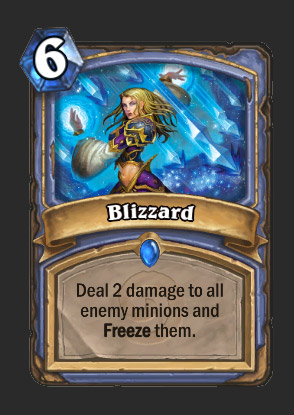 6
Blizzard
Deal 2 damage to all
enemy minions and
Freeze them.